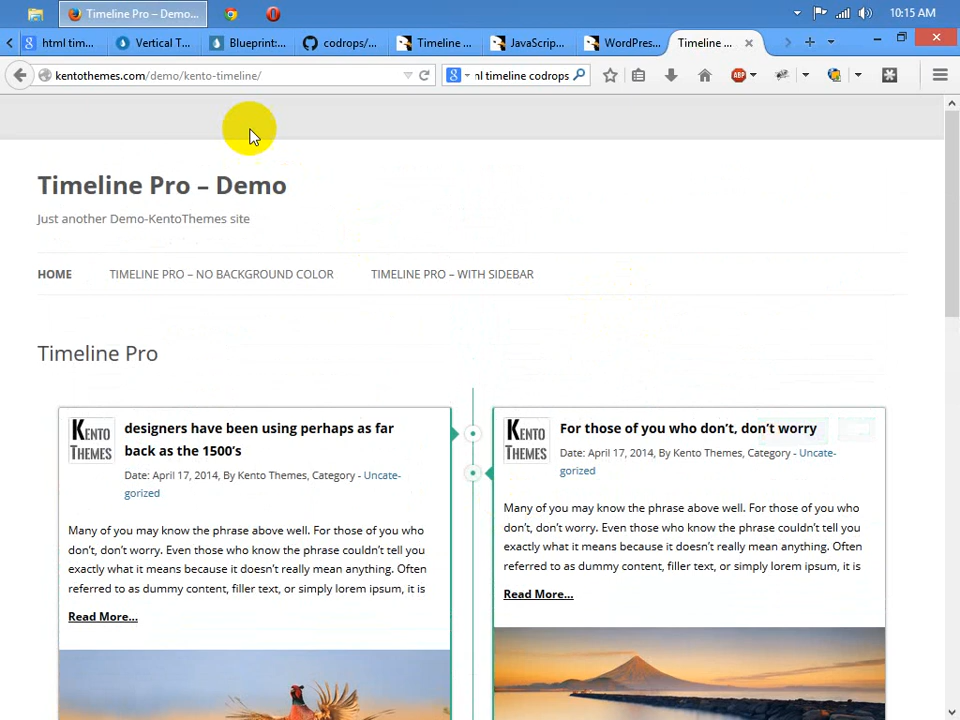 Timeline Pro – Demo...
10:15 AM
html tim...
Vertical T...
Blueprint:...
codrops/...
Timeline ...
JavaScrip...
WordPress...
Timeline ...
kentothemes.com/demo/kento-timeline/
nl timeline codrops
ABP
Timeline Pro – Demo
Just another Demo-KentoThemes site
HOME
TIMELINE PRO – NO BACKGROUND COLOR
TIMELINE PRO – WITH SIDEBAR
Timeline Pro
KENTO
THEMES
designers have been using perhaps as far
back as the 1500’s
Date: April 17, 2014, By Kento Themes, Category - Uncate-
gorized
Many of you may know the phrase above well. For those of you who
don’t, don’t worry. Even those who know the phrase couldn’t tell you
exactly what it means because it doesn’t really mean anything. Often
referred to as dummy content, filler text, or simply lorem ipsum, it is
Read More...
KENTO
THEMES
For those of you who don’t, don’t worry
Date: April 17, 2014, By Kento Themes, Category - Uncate-
gorized
Many of you may know the phrase above well. For those of you who
don’t, don’t worry. Even those who know the phrase couldn’t tell you
exactly what it means because it doesn’t really mean anything. Often
referred to as dummy content, filler text, or simply lorem ipsum, it is
Read More...